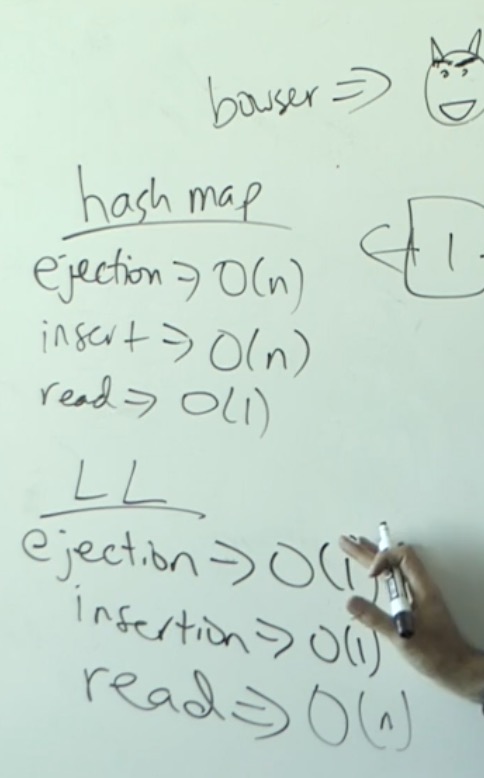 bowser =>
hash map
1
ejection => O(n)
insert => O(n)
read => O(1)
LL
ejection => O(1)
insertion => O(1)
read => O(n)